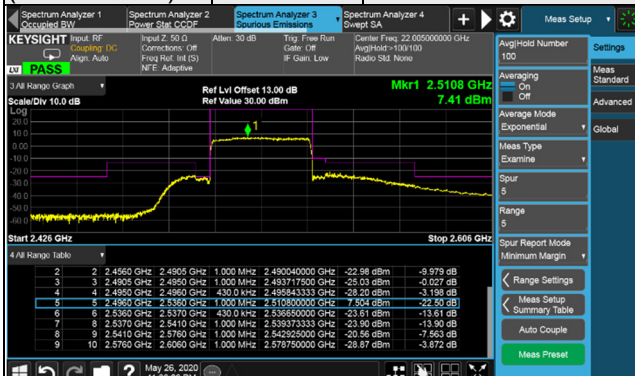 Spectrum Analyzer 1
Occupied BW
Spectrum Analyzer 2
Power Stat CCDF
Spectrum Analyzer 3
Spurious Emissions
Spectrum Analyzer 4
Swept SA
Meas Setup
KEYSIGHT
Input: RF
Coupling: DC
Align: Auto
Input Z: 50 Ω
Corrections: Off
Freq Ref: Int (S)
NFE: Adaptive
Atten: 30 dB
Trig: Free Run
Gate: Off
IF Gain: Low
Center Freq: 22.005000000 GHz
Avg|Hold:>100/100
Radio Std: None
LXI PASS
3 All Range Graph
Ref Lvl Offset 13.00 dB
Ref Value 30.00 dBm
Mkr1 2.5108 GHz
7.41 dBm
Scale/Div 10.0 dB
Log
20.0
10.0
0.00
-10.0
-20.0
-30.0
-40.0
-50.0
-60.0
1
Start 2.426 GHz
Stop 2.606 GHz
4 All Range Table
2 2 2.4560 GHz 2.4905 GHz 1.000 MHz 2.490040000 GHz -22.98 dBm -9.979 dB
3 3 2.4905 GHz 2.4950 GHz 1.000 MHz 2.493717500 GHz -25.03 dBm -0.027 dB
4 4 2.4950 GHz 2.4960 GHz 430.0 kHz 2.495843333 GHz -28.20 dBm -3.198 dB
5 5 2.4960 GHz 2.5360 GHz 1.000 MHz 2.510800000 GHz 7.504 dBm -22.50 dB
6 6 2.5360 GHz 2.5370 GHz 430.0 kHz 2.536650000 GHz -23.61 dBm -13.61 dB
7 8 2.5370 GHz 2.5410 GHz 1.000 MHz 2.539373333 GHz -23.90 dBm -13.90 dB
8 9 2.5410 GHz 2.5760 GHz 1.000 MHz 2.542925000 GHz -20.56 dBm -7.563 dB
9 10 2.5760 GHz 2.6060 GHz 1.000 MHz 2.578750000 GHz -28.87 dBm -3.872 dB
May 26, 2020
Avg|Hold Number
100
Averaging
On
Off
Average Mode
Exponential
Meas Type
Examine
Spur
5
Range
5
Spur Report Mode
Minimum Margin
Range Settings
Meas Setup
Summary Table
Auto Couple
Meas Preset
Settings
Meas
Standard
Advanced
Global